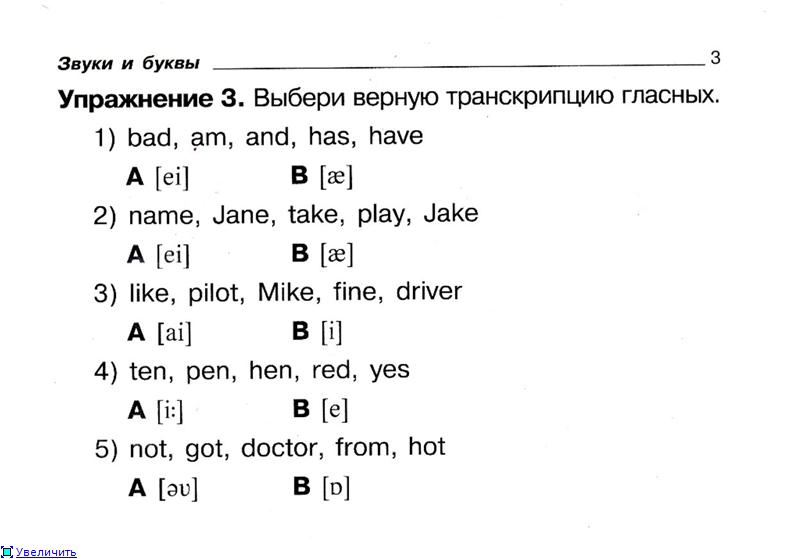 Звуки и буквы 3
Упражнение 3. Выбери верную транскрипцию гласных.
1) bad, am, and, has, have
A [ei] B [æ]
2) name, Jane, take, play, Jake
A [ei] B [æ]
3) like, pilot, Mike, fine, driver
A [ai] B [i]
4) ten, pen, hen, red, yes
A [i:] B [e]
5) not, got, doctor, from, hot
A [əʋ] B [ɒ]
Увеличить